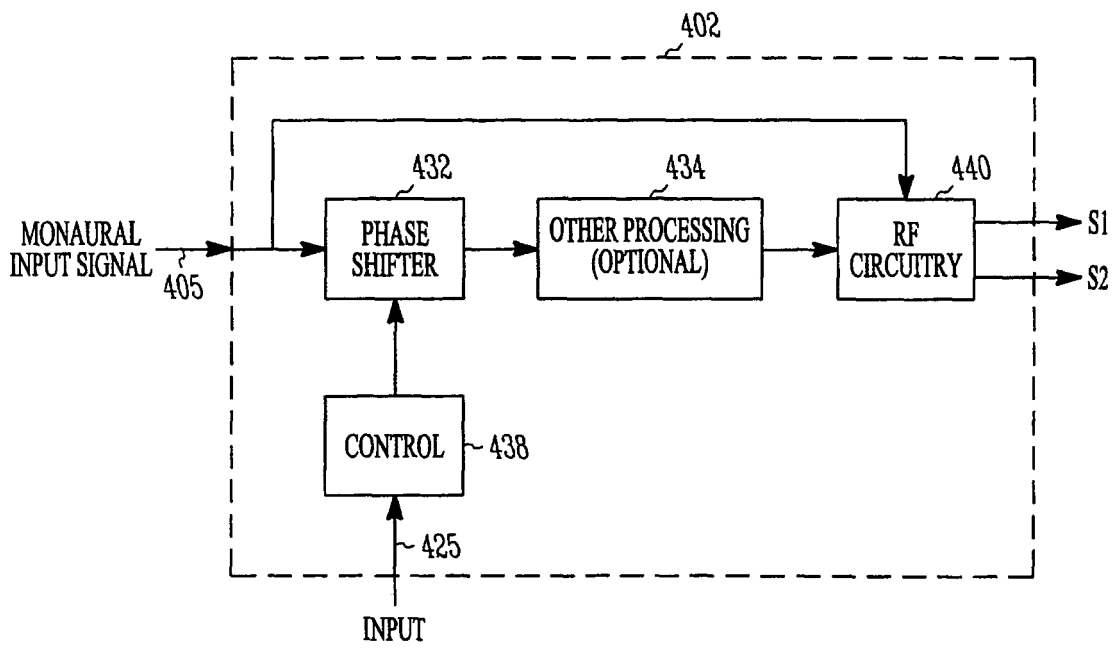 402
432
434
440
MONAURAL
INPUT SIGNAL
405
PHASE
SHIFTER
OTHER PROCESSING
(OPTIONAL)
RF
CIRCUITRY
S1
S2
CONTROL
438
425
INPUT